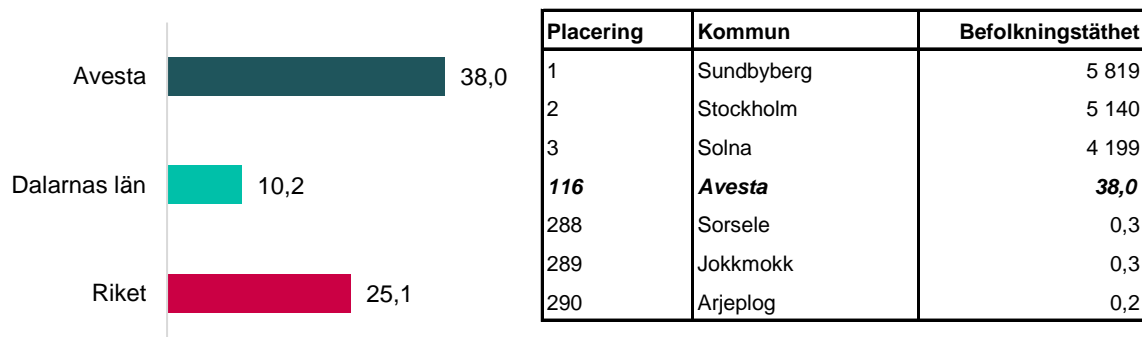 Avesta 38,0
Dalarnas län 10,2
Riket 25,1
Placering Kommun Befolkningstäthet
1 Sundbyberg 5 819
2 Stockholm 5 140
3 Solna 4 199
116 Avesta 38,0
288 Sorsele 0,3
289 Jokkmokk 0,3
290 Arjeplog 0,2